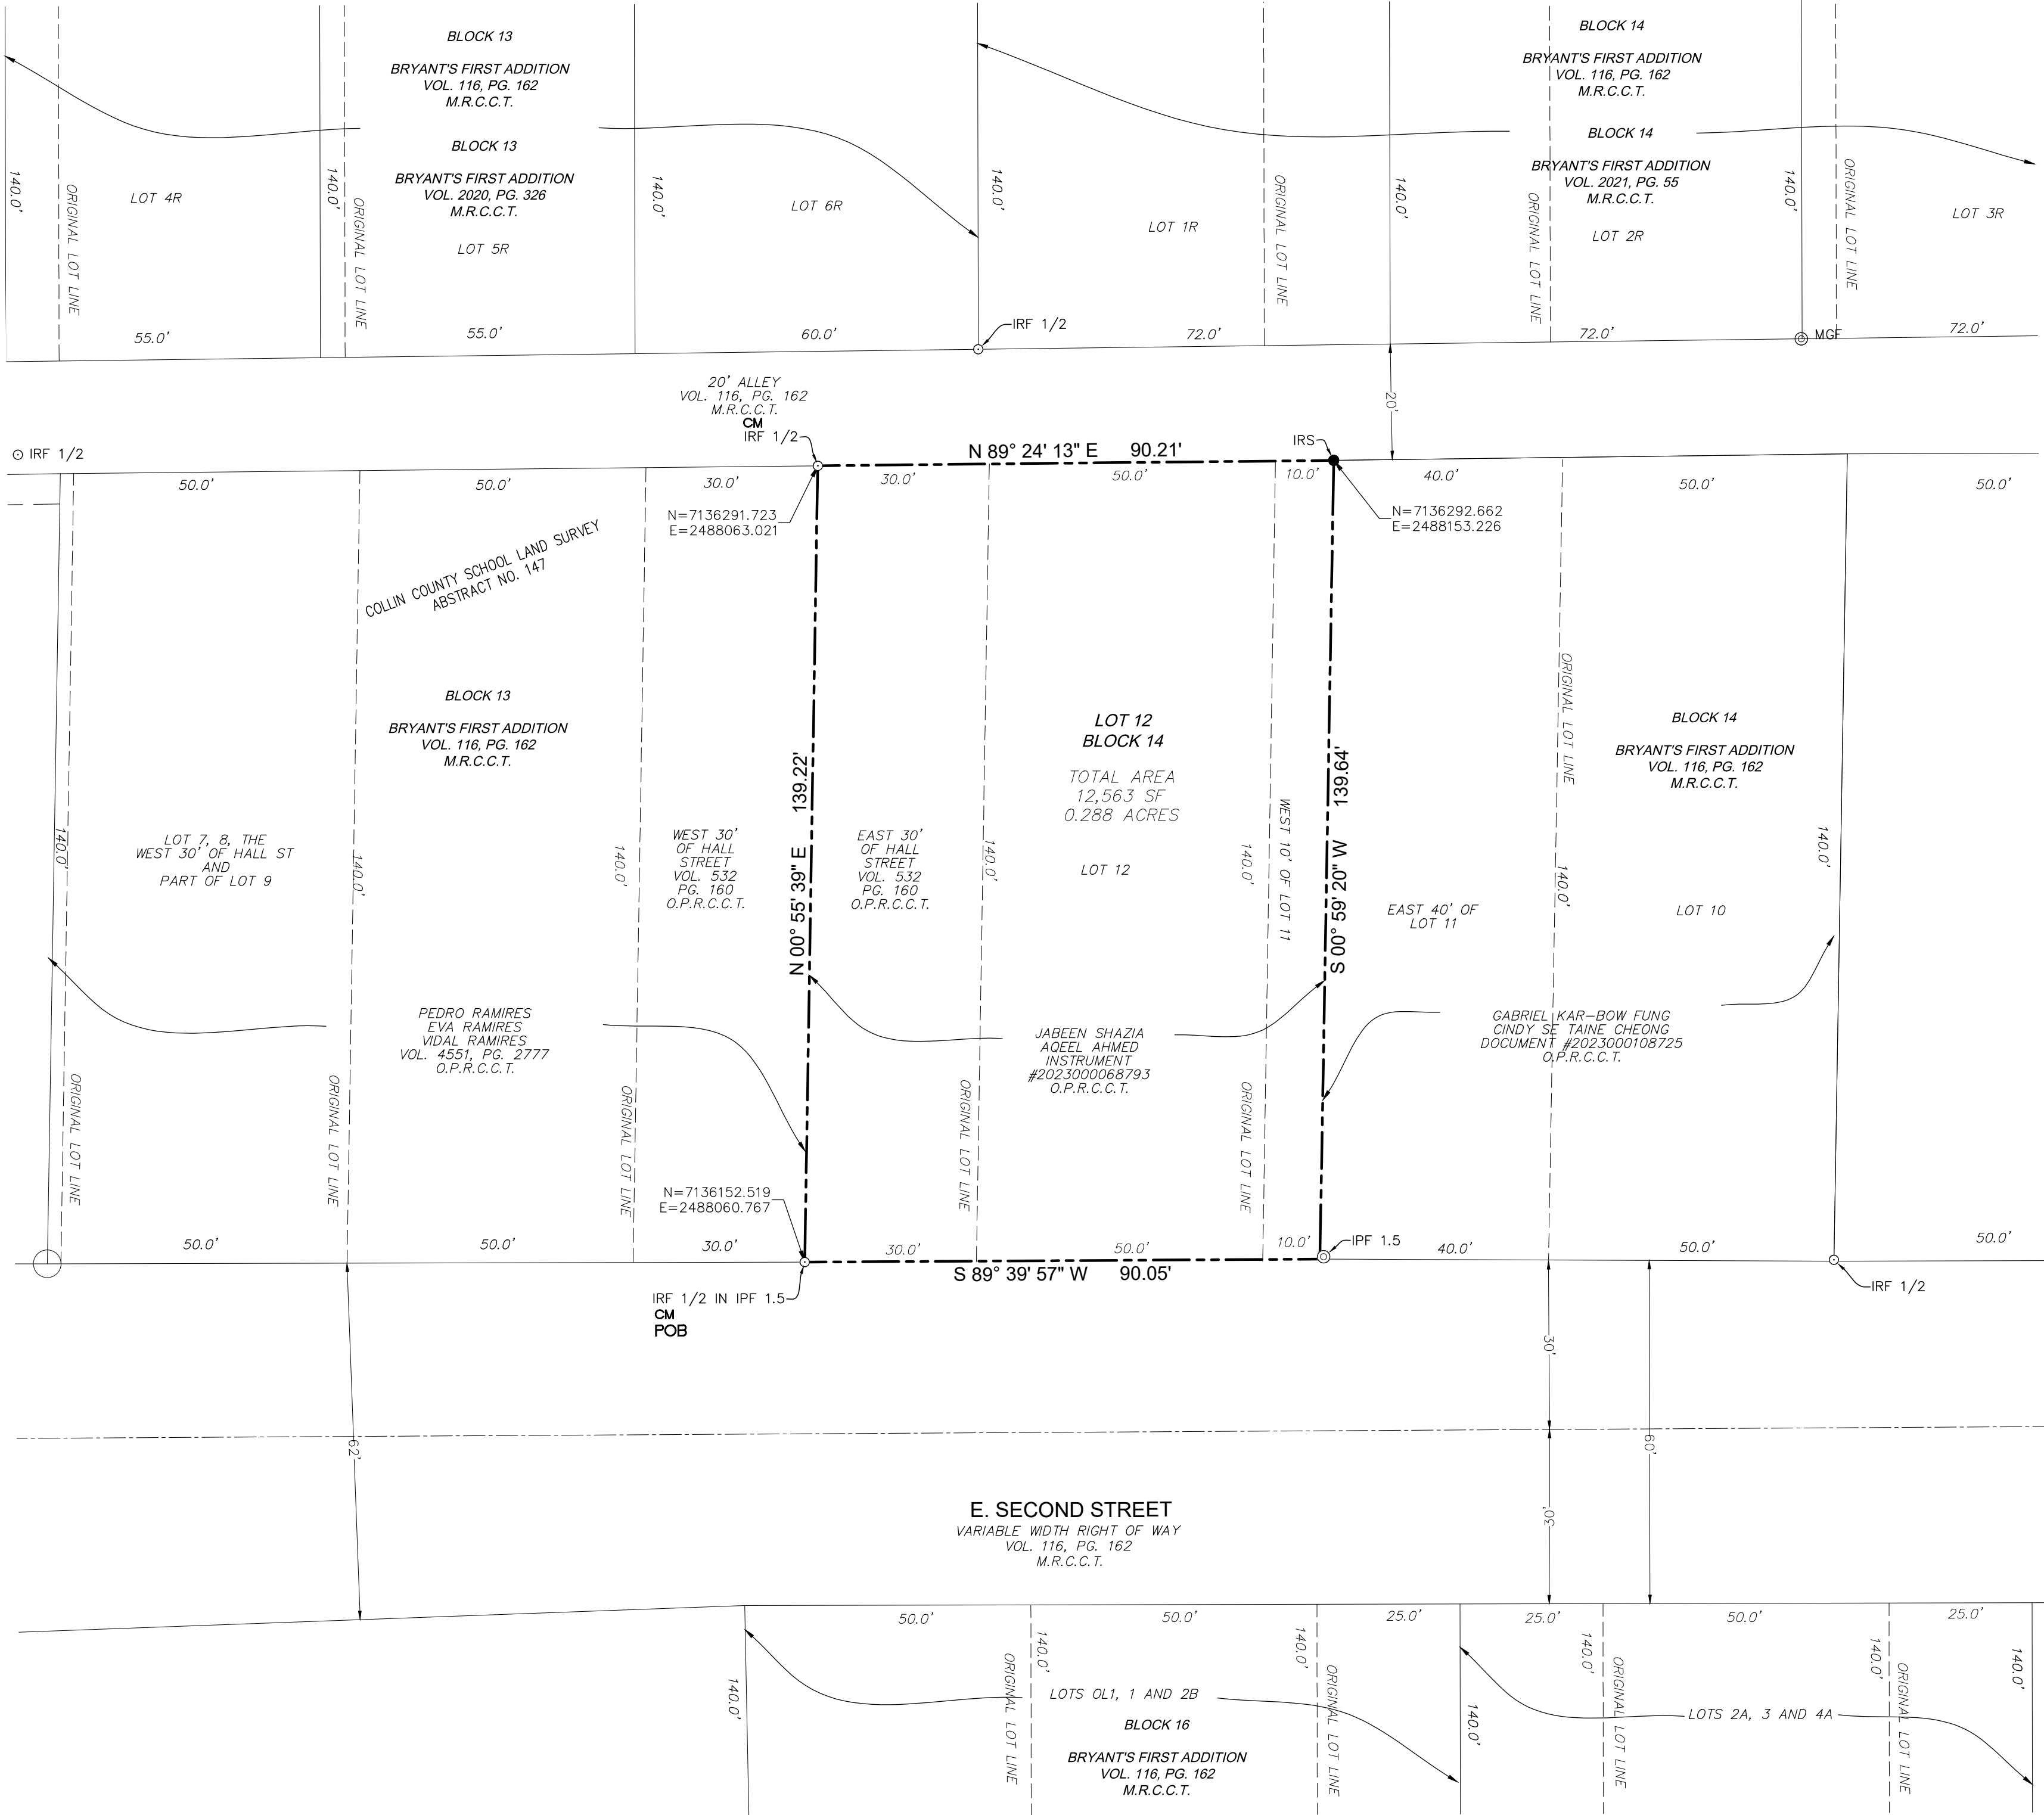 BLOCK 13
BRYANT'S FIRST ADDITION
VOL. 116, PG. 162
M.R.C.C.T.
BLOCK 13
BRYANT'S FIRST ADDITION
VOL. 2020, PG. 326
M.R.C.C.T.
BLOCK 14
BRYANT'S FIRST ADDITION
VOL. 116, PG. 162
M.R.C.C.T.
BLOCK 14
BRYANT'S FIRST ADDITION
VOL. 2021, PG. 55
M.R.C.C.T.
140.0'
ORIGINAL LOT LINE
LOT 4R
140.0'
ORIGINAL LOT LINE
LOT 5R
140.0'
LOT 6R
140.0'
LOT 1R
ORIGINAL LOT LINE
140.0'
ORIGINAL LOT LINE
LOT 2R
140.0'
ORIGINAL LOT LINE
LOT 3R
55.0'
55.0'
60.0'
IRF 1/2
72.0'
72.0'
MGF
72.0'
20' ALLEY
VOL. 116, PG. 162
M.R.C.C.T.
CM
IRF 1/2
20'
IRF 1/2
N 89° 24' 13" E 90.21'
IRS
50.0'
50.0'
30.0'
30.0'
50.0'
10.0'
40.0'
50.0'
50.0'
N=7136291.723
E=2488063.021
N=7136292.662
E=2488153.226
COLLIN COUNTY SCHOOL LAND SURVEY
ABSTRACT NO. 147
BLOCK 13
BRYANT'S FIRST ADDITION
VOL. 116, PG. 162
M.R.C.C.T.
LOT 12
BLOCK 14
TOTAL AREA
12,563 SF
0.288 ACRES
LOT 12
ORIGINAL LOT LINE
BLOCK 14
BRYANT'S FIRST ADDITION
VOL. 116, PG. 162
M.R.C.C.T.
140.0'
LOT 7, 8, THE
WEST 30' OF HALL ST
AND
PART OF LOT 9
140.0'
140.0'
WEST 30'
OF HALL
STREET
VOL. 532
PG. 160
O.P.R.C.C.T.
N 00° 55' 39" E 139.22'
EAST 30'
OF HALL
STREET
VOL. 532
PG. 160
O.P.R.C.C.T.
140.0'
140.0'
WEST 10' OF LOT 11
S 00° 59' 20" W 139.64'
EAST 40' OF
LOT 11
140.0'
LOT 10
140.0'
PEDRO RAMIRES
EVA RAMIRES
VIDAL RAMIRES
VOL. 4551, PG. 2777
O.P.R.C.C.T.
JABEEN SHAZIA
AQEEL AHMED
INSTRUMENT
#2023000068793
O.P.R.C.C.T.
GABRIEL KAR-BOW FUNG
CINDY SE TAINE CHEONG
DOCUMENT #2023000108725
O.P.R.C.C.T.
ORIGINAL LOT LINE
ORIGINAL LOT LINE
ORIGINAL LOT LINE
ORIGINAL LOT LINE
ORIGINAL LOT LINE
N=7136152.519
E=2488060.767
50.0'
50.0'
30.0'
30.0'
50.0'
10.0'
IPF 1.5
40.0'
50.0'
50.0'
S 89° 39' 57" W 90.05'
IRF 1/2
IRF 1/2 IN IPF 1.5
CM
POB
62'
30'
30'
60'
E. SECOND STREET
VARIABLE WIDTH RIGHT OF WAY
VOL. 116, PG. 162
M.R.C.C.T.
50.0'
50.0'
25.0'
25.0'
50.0'
25.0'
140.0'
ORIGINAL LOT LINE
140.0'
140.0'
ORIGINAL LOT LINE
140.0'
140.0'
ORIGINAL LOT LINE
140.0'
ORIGINAL LOT LINE
140.0'
LOTS OL1, 1 AND 2B
LOTS 2A, 3 AND 4A
BLOCK 16
BRYANT'S FIRST ADDITION
VOL. 116, PG. 162
M.R.C.C.T.